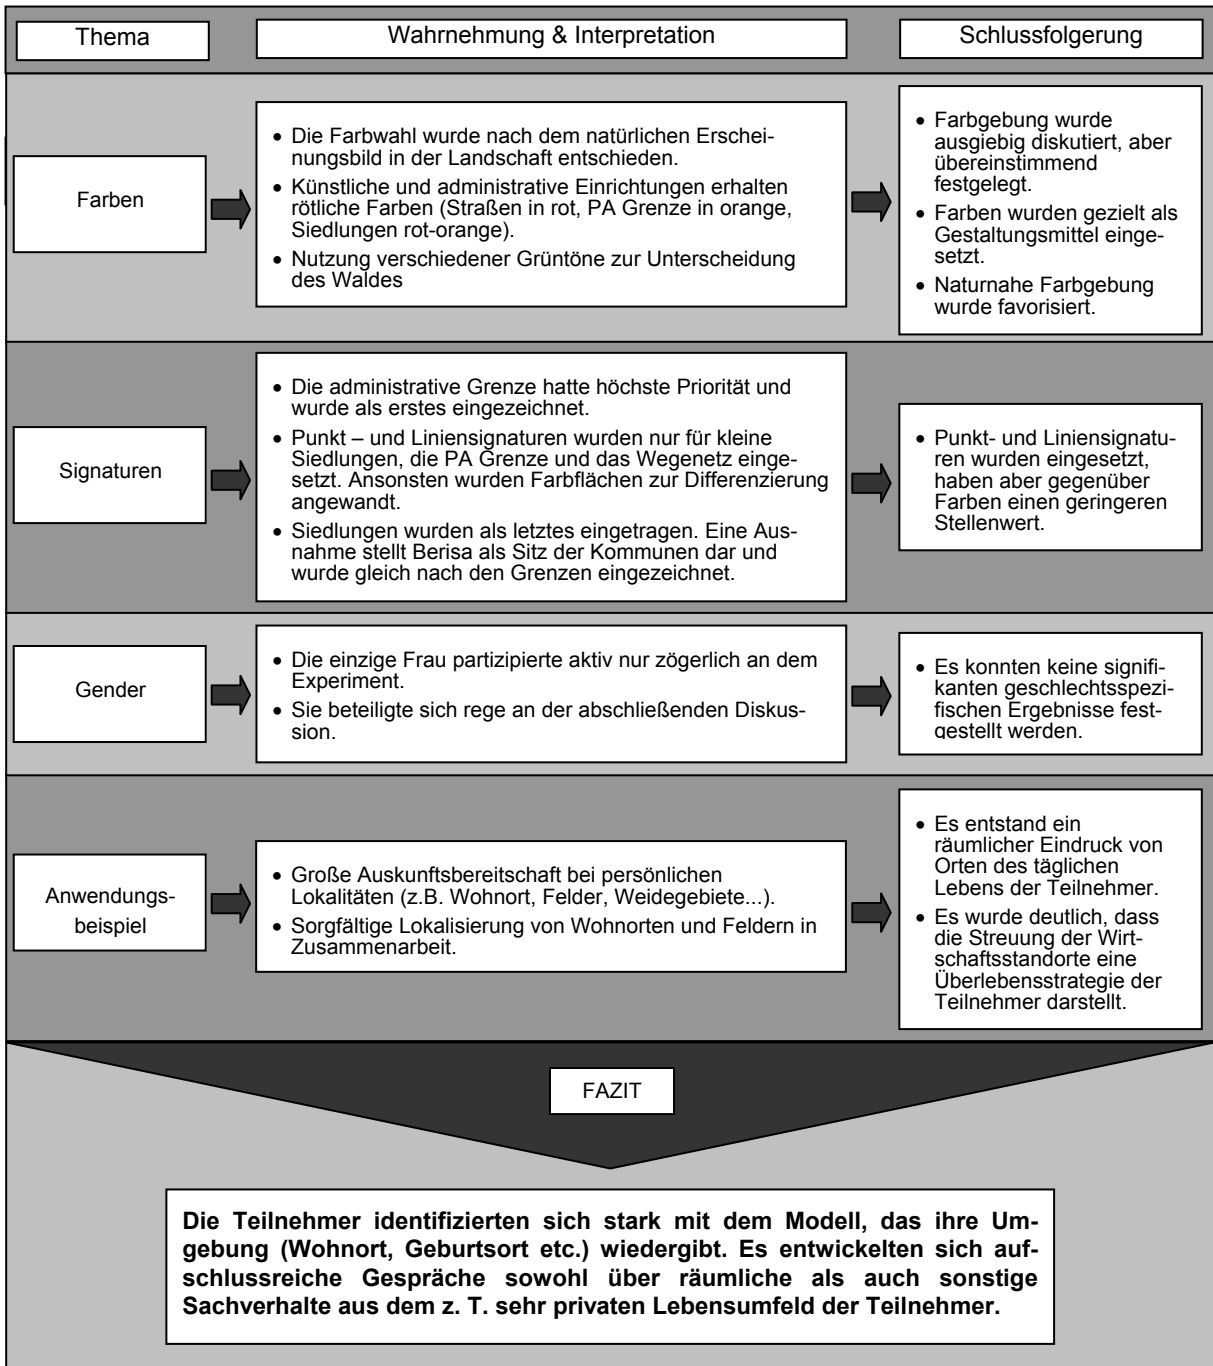 Thema
Wahrnehmung & Interpretation
Schlussfolgerung
Farben
• Die Farbwahl wurde nach dem natürlichen Erschei-
nungsbild in der Landschaft entschieden.
• Künstliche und administrative Einrichtungen erhalten
rötliche Farben (Straßen in rot, PA Grenze in orange,
Siedlungen rot-orange).
• Nutzung verschiedener Grüntöne zur Unterscheidung
des Waldes
• Farbgebung wurde
ausgiebig diskutiert, aber
übereinstimmend
festgelegt.
• Farben wurden gezielt als
Gestaltungsmittel einge-
setzt.
• Naturnahe Farbgebung
wurde favorisiert.
Signaturen
• Die administrative Grenze hatte höchste Priorität und
wurde als erstes eingezeichnet.
• Punkt – und Liniensignaturen wurden nur für kleine
Siedlungen, die PA Grenze und das Wegenetz einge-
setzt. Ansonsten wurden Farbflächen zur Differenzierung
angewandt.
• Siedlungen wurden als letztes eingetragen. Eine Aus-
nahme stellt Berisa als Sitz der Kommunen dar und
wurde gleich nach den Grenzen eingezeichnet.
• Punkt- und Liniensignatu-
ren wurden eingesetzt,
haben aber gegenüber
Farben einen geringeren
Stellenwert.
Gender
• Die einzige Frau partizipierte aktiv nur zögerlich an dem
Experiment.
• Sie beteiligte sich rege an der abschließenden Diskus-
sion.
• Es konnten keine signifi-
kanten geschlechtsspezi-
fischen Ergebnisse fest-
gestellt werden.
Anwendungs-
beispiel
• Große Auskunftsbereitschaft bei persönlichen
Lokalitäten (z.B. Wohnort, Felder, Weidegebiete...).
• Sorgfältige Lokalisierung von Wohnorten und Feldern in
Zusammenarbeit.
• Es entstand ein
räumlicher Eindruck von
Orten des täglichen
Lebens der Teilnehmer.
• Es wurde deutlich, dass
die Streuung der Wirt-
schaftsstandorte eine
Überlebensstrategie der
Teilnehmer darstellt.
FAZIT
Die Teilnehmer identifizierten sich stark mit dem Modell, das ihre Um-
gebung (Wohnort, Geburtsort etc.) wiedergibt. Es entwickelten sich auf-
schlussreiche Gespräche sowohl über räumliche als auch sonstige
Sachverhalte aus dem z. T. sehr privaten Lebensumfeld der Teilnehmer.